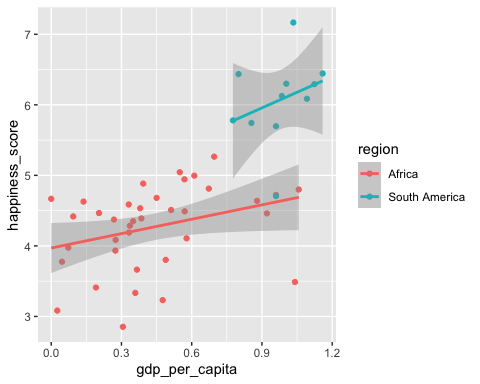 7
6
5
4
3
happiness_score
0.0 0.3 0.6 0.9 1.2
gdp_per_capita
region
Africa
South America